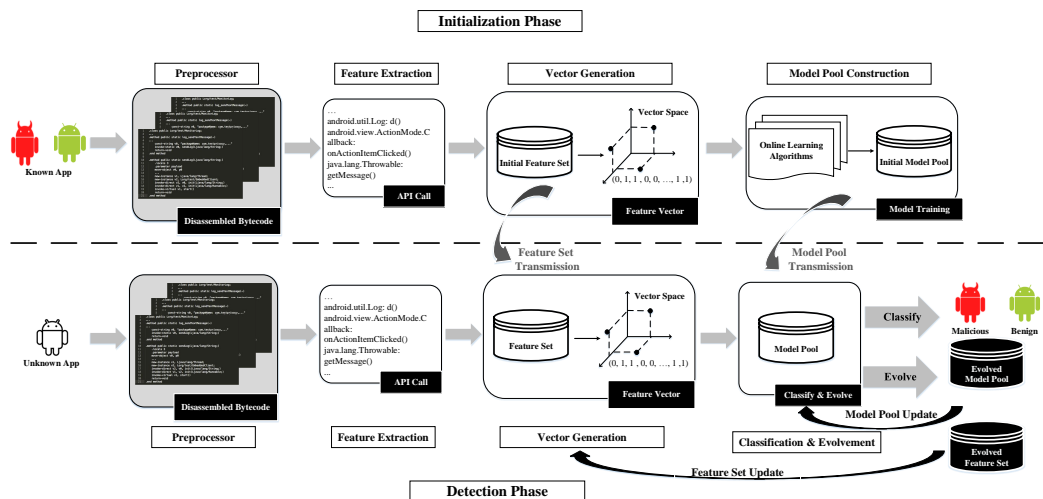 Initialization Phase
Preprocessor
Feature Extraction
Vector Generation
Model Pool Construction
Known App
Disassembled Bytecode
...
android.util.Log: d()
android.view.ActionMode.C
allback:
onActionItemClicked()
java.lang.Throwable:
getMessage()
...
API Call
Initial Feature Set
Vector Space
(0, 1, 1 , 0, 0, …, 1 ,1)
Feature Vector
Online Learning
Algorithms
Initial Model Pool
Model Training
Feature Set
Transmission
Model Pool
Transmission
Unknown App
Disassembled Bytecode
...
android.util.Log: d()
android.view.ActionMode.C
allback:
onActionItemClicked()
java.lang.Throwable:
getMessage()
...
API Call
Feature Set
Vector Space
(0, 1, 1 , 0, 0, …, 1 ,1)
Feature Vector
Model Pool
Classify & Evolve
Classify
Evolve
Malicious
Benign
Evolved
Model Pool
Model Pool Update
Preprocessor
Feature Extraction
Vector Generation
Classification & Evolvement
Evolved
Feature Set
Feature Set Update
Detection Phase